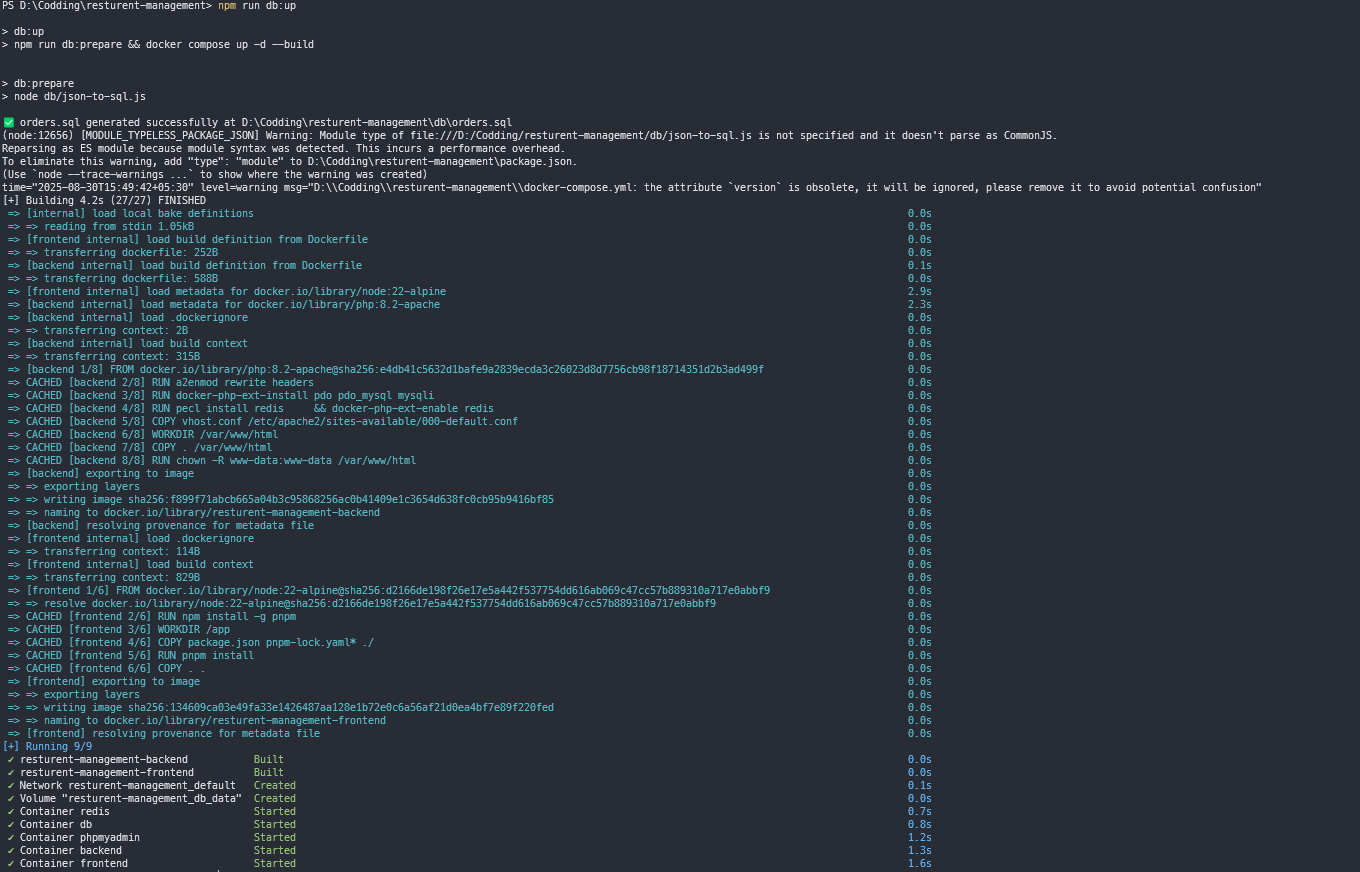 PS D:\Codding\resturent-management> npm run db:up
> db:up
> npm run db:prepare && docker compose up -d --build
> db:prepare
> node db/json-to-sql.js
✅ orders.sql generated successfully at D:\Codding\resturent-management\db\orders.sql
(node:12656) [MODULE_TYPELESS_PACKAGE_JSON] Warning: Module type of file:///D:/Codding/resturent-management/db/json-to-sql.js is not specified and it doesn't parse as CommonJS.
Reparsing as ES module because module syntax was detected. This incurs a performance overhead.
To eliminate this warning, add "type": "module" to D:\Codding\resturent-management\package.json.
(Use `node --trace-warnings ...` to show where the warning was created)
time="2025-08-30T15:49:42+05:30" level=warning msg="D:\\Codding\\resturent-management\\docker-compose.yml: the attribute `version` is obsolete, it will be ignored, please remove it to avoid potential confusion"
[+] Building 4.2s (27/27) FINISHED
=> [internal] load local bake definitions 0.0s
=> => reading from stdin 1.05kB 0.0s
=> [frontend internal] load build definition from Dockerfile 0.0s
=> => transferring dockerfile: 252B 0.0s
=> [backend internal] load build definition from Dockerfile 0.1s
=> => transferring dockerfile: 588B 0.0s
=> [frontend internal] load metadata for docker.io/library/node:22-alpine 2.9s
=> [backend internal] load metadata for docker.io/library/php:8.2-apache 2.3s
=> [backend internal] load .dockerignore 0.0s
=> => transferring context: 2B 0.0s
=> [backend internal] load build context 0.0s
=> => transferring context: 315B 0.0s
=> [backend 1/8] FROM docker.io/library/php:8.2-apache@sha256:e4db41c5632d1bafe9a2839ecda3c26023d8d7756cb98f18714351d2b3ad499f 0.0s
=> CACHED [backend 2/8] RUN a2enmod rewrite headers 0.0s
=> CACHED [backend 3/8] RUN docker-php-ext-install pdo pdo_mysql mysqli 0.0s
=> CACHED [backend 4/8] RUN pecl install redis     && docker-php-ext-enable redis 0.0s
=> CACHED [backend 5/8] COPY vhost.conf /etc/apache2/sites-available/000-default.conf 0.0s
=> CACHED [backend 6/8] WORKDIR /var/www/html 0.0s
=> CACHED [backend 7/8] COPY . /var/www/html 0.0s
=> CACHED [backend 8/8] RUN chown -R www-data:www-data /var/www/html 0.0s
=> [backend] exporting to image 0.0s
=> => exporting layers 0.0s
=> => writing image sha256:f899f71abcb665a04b3c95868256ac0b41409e1c3654d638fc0cb95b9416bf85 0.0s
=> => naming to docker.io/library/resturent-management-backend 0.0s
=> [backend] resolving provenance for metadata file 0.0s
=> [frontend internal] load .dockerignore 0.0s
=> => transferring context: 114B 0.0s
=> [frontend internal] load build context 0.0s
=> => transferring context: 829B 0.0s
=> [frontend 1/6] FROM docker.io/library/node:22-alpine@sha256:d2166de198f26e17e5a442f537754dd616ab069c47cc57b889310a717e0abbf9 0.0s
=> => resolve docker.io/library/node:22-alpine@sha256:d2166de198f26e17e5a442f537754dd616ab069c47cc57b889310a717e0abbf9 0.0s
=> CACHED [frontend 2/6] RUN npm install -g pnpm 0.0s
=> CACHED [frontend 3/6] WORKDIR /app 0.0s
=> CACHED [frontend 4/6] COPY package.json pnpm-lock.yaml* ./ 0.0s
=> CACHED [frontend 5/6] RUN pnpm install 0.0s
=> CACHED [frontend 6/6] COPY . . 0.0s
=> [frontend] exporting to image 0.0s
=> => exporting layers 0.0s
=> => writing image sha256:134609ca03e49fa33e1426487aa128e1b72e0c6a56af21d0ea4bf7e89f220fed 0.0s
=> => naming to docker.io/library/resturent-management-frontend 0.0s
=> [frontend] resolving provenance for metadata file 0.0s
[+] Running 9/9
✔ resturent-management-backend Built 0.0s
✔ resturent-management-frontend Built 0.0s
✔ Network resturent-management_default Created 0.1s
✔ Volume "resturent-management_db_data" Created 0.0s
✔ Container redis Started 0.7s
✔ Container db Started 0.8s
✔ Container phpmyadmin Started 1.2s
✔ Container backend Started 1.3s
✔ Container frontend Started 1.6s